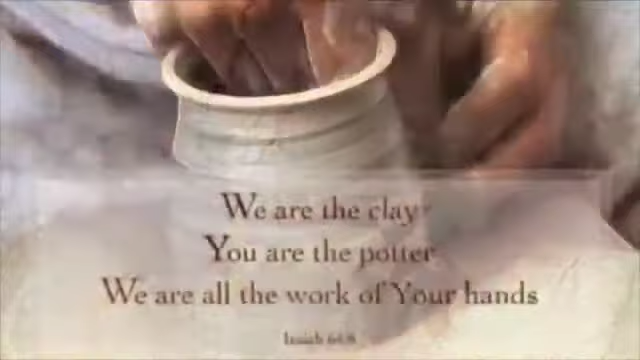 We are the clay
You are the potter
We are all the work of Your hands
Isaiah 64:8